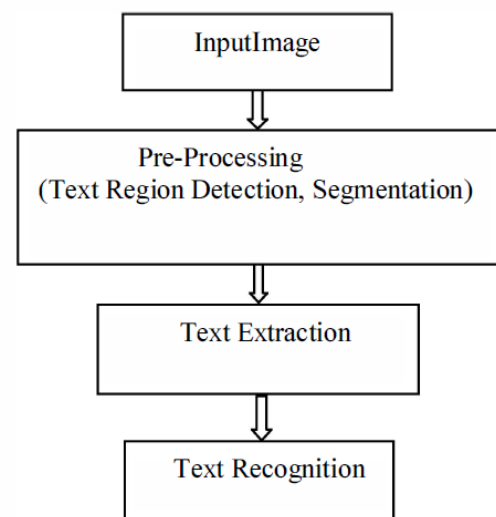 InputImage
Pre-Processing
(Text Region Detection, Segmentation)
Text Extraction
Text Recognition